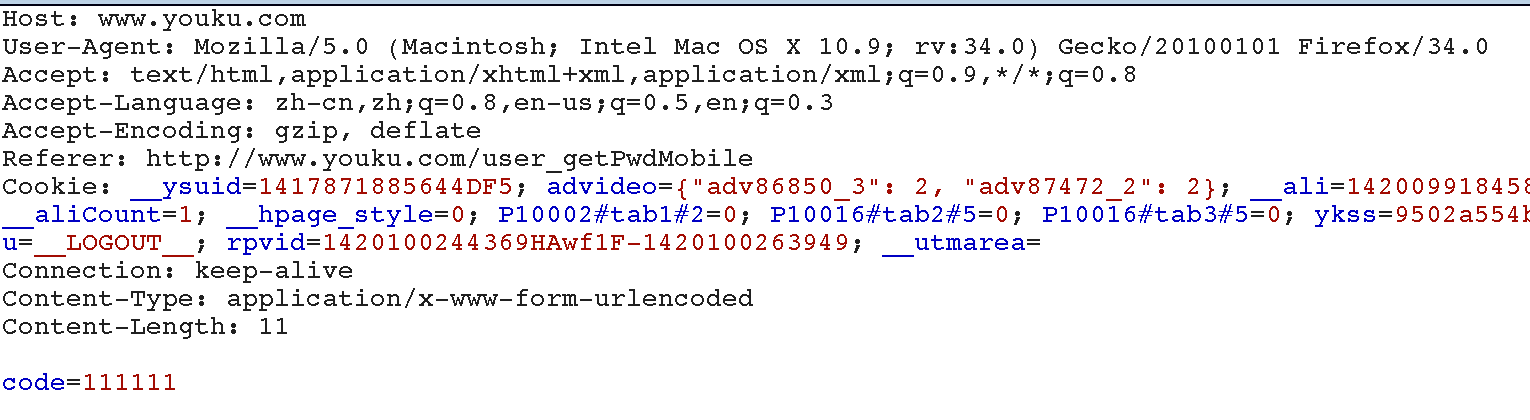 Host: www.youku.com
User-Agent: Mozilla/5.0 (Macintosh; Intel Mac OS X 10.9; rv:34.0) Gecko/20100101 Firefox/34.0
Accept: text/html,application/xhtml+xml,application/xml;q=0.9,*/*;q=0.8
Accept-Language: zh-cn,zh;q=0.8,en-us;q=0.5,en;q=0.3
Accept-Encoding: gzip, deflate
Referer: http://www.youku.com/user_getPwdMobile
Cookie: __ysuid=1417871885644DF5; advideo={"adv86850_3": 2, "adv87472_2": 2}; __ali=142009918458
__aliCount=1; __hpage_style=0; P10002#tab1#2=0; P10016#tab2#5=0; P10016#tab3#5=0; ykss=9502a554b
u=__LOGOUT__; rpvid=1420100244369HAwf1F-1420100263949; __utmarea=
Connection: keep-alive
Content-Type: application/x-www-form-urlencoded
Content-Length: 11
code=111111